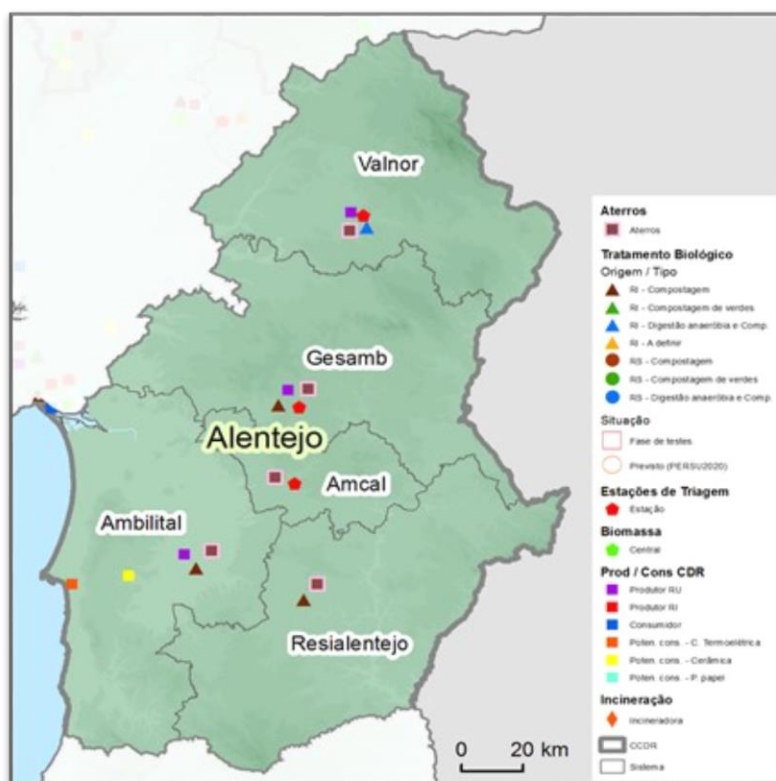 Valnor
Gesamb
Alentejo
Amcal
Ambilital
Resialentejo
0 20 km
Aterros
Aterros
Tratamento Biológico
Origem / Tipo
RI - Compostagem
RI - Compostagem de verdes
RI - Digestão anaeróbia e Comp.
RI - A definir
RS - Compostagem
RS - Compostagem de verdes
RS - Digestão anaeróbia e Comp.
Situação
Fase de testes
Previsto (PERSU2020)
Estações de Triagem
Estação
Biomassa
Central
Prod / Cons CDR
Produtor RU
Produtor RI
Consumidor
Poten. cons. - C. Termoelétrica
Poten. cons. - Cerâmica
Poten. cons. - P. papel
Incineração
Incineradora
CCDR
Sistema